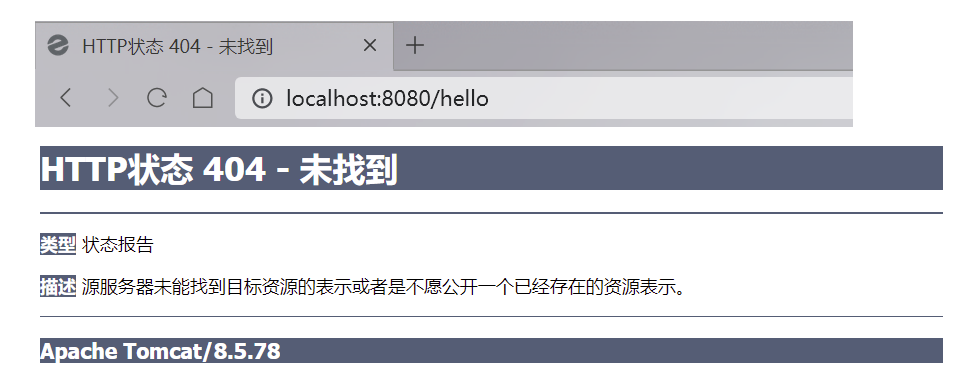 HTTP状态 404 - 未找到
localhost:8080/hello
HTTP状态 404 - 未找到
类型 状态报告
描述 源服务器未能找到目标资源的表示或者是不愿公开一个已经存在的资源表示。
Apache Tomcat/8.5.78